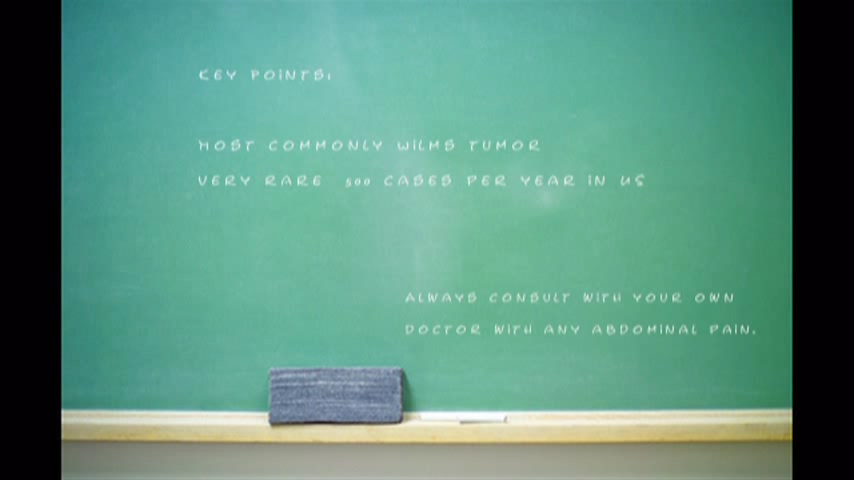 KEY POINTS:
MOST COMMONLY WILMS TUMOR
VERY RARE 500 CASES PER YEAR IN US
ALWAYS CONSULT WITH YOUR OWN
DOCTOR WITH ANY ABDOMINAL PAIN.